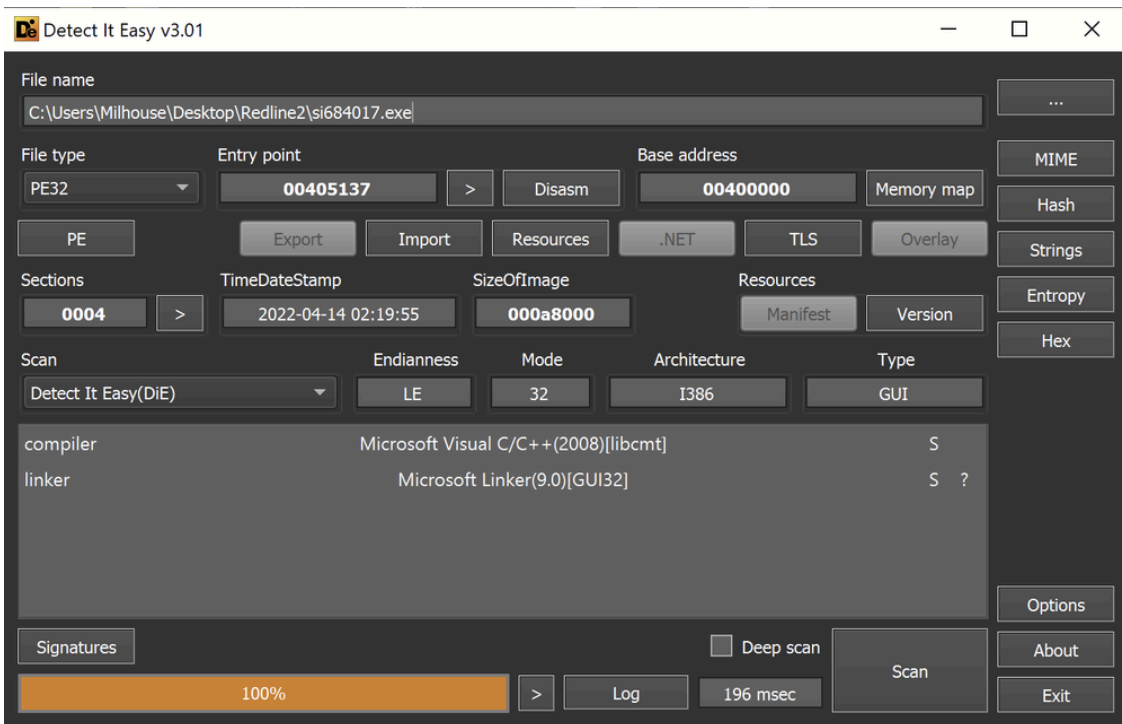 Detect It Easy v3.01
File name
C:\Users\Milhouse\Desktop\Redline2\si684017.exe
...
File type Entry point Base address
PE32 00405137 > Disasm 00400000 Memory map
MIME
Hash
PE Export Import Resources .NET TLS Overlay
Strings
Sections TimeDateStamp SizeOfImage Resources
0004 > 2022-04-14 02:19:55 000a8000 Manifest Version
Entropy
Hex
Scan Endianness Mode Architecture Type
Detect It Easy(DiE) LE 32 I386 GUI
compiler Microsoft Visual C/C++(2008)[libcmt] S
linker Microsoft Linker(9.0)[GUI32] S ?
Options
Signatures Deep scan Scan About
100% > Log 196 msec Exit